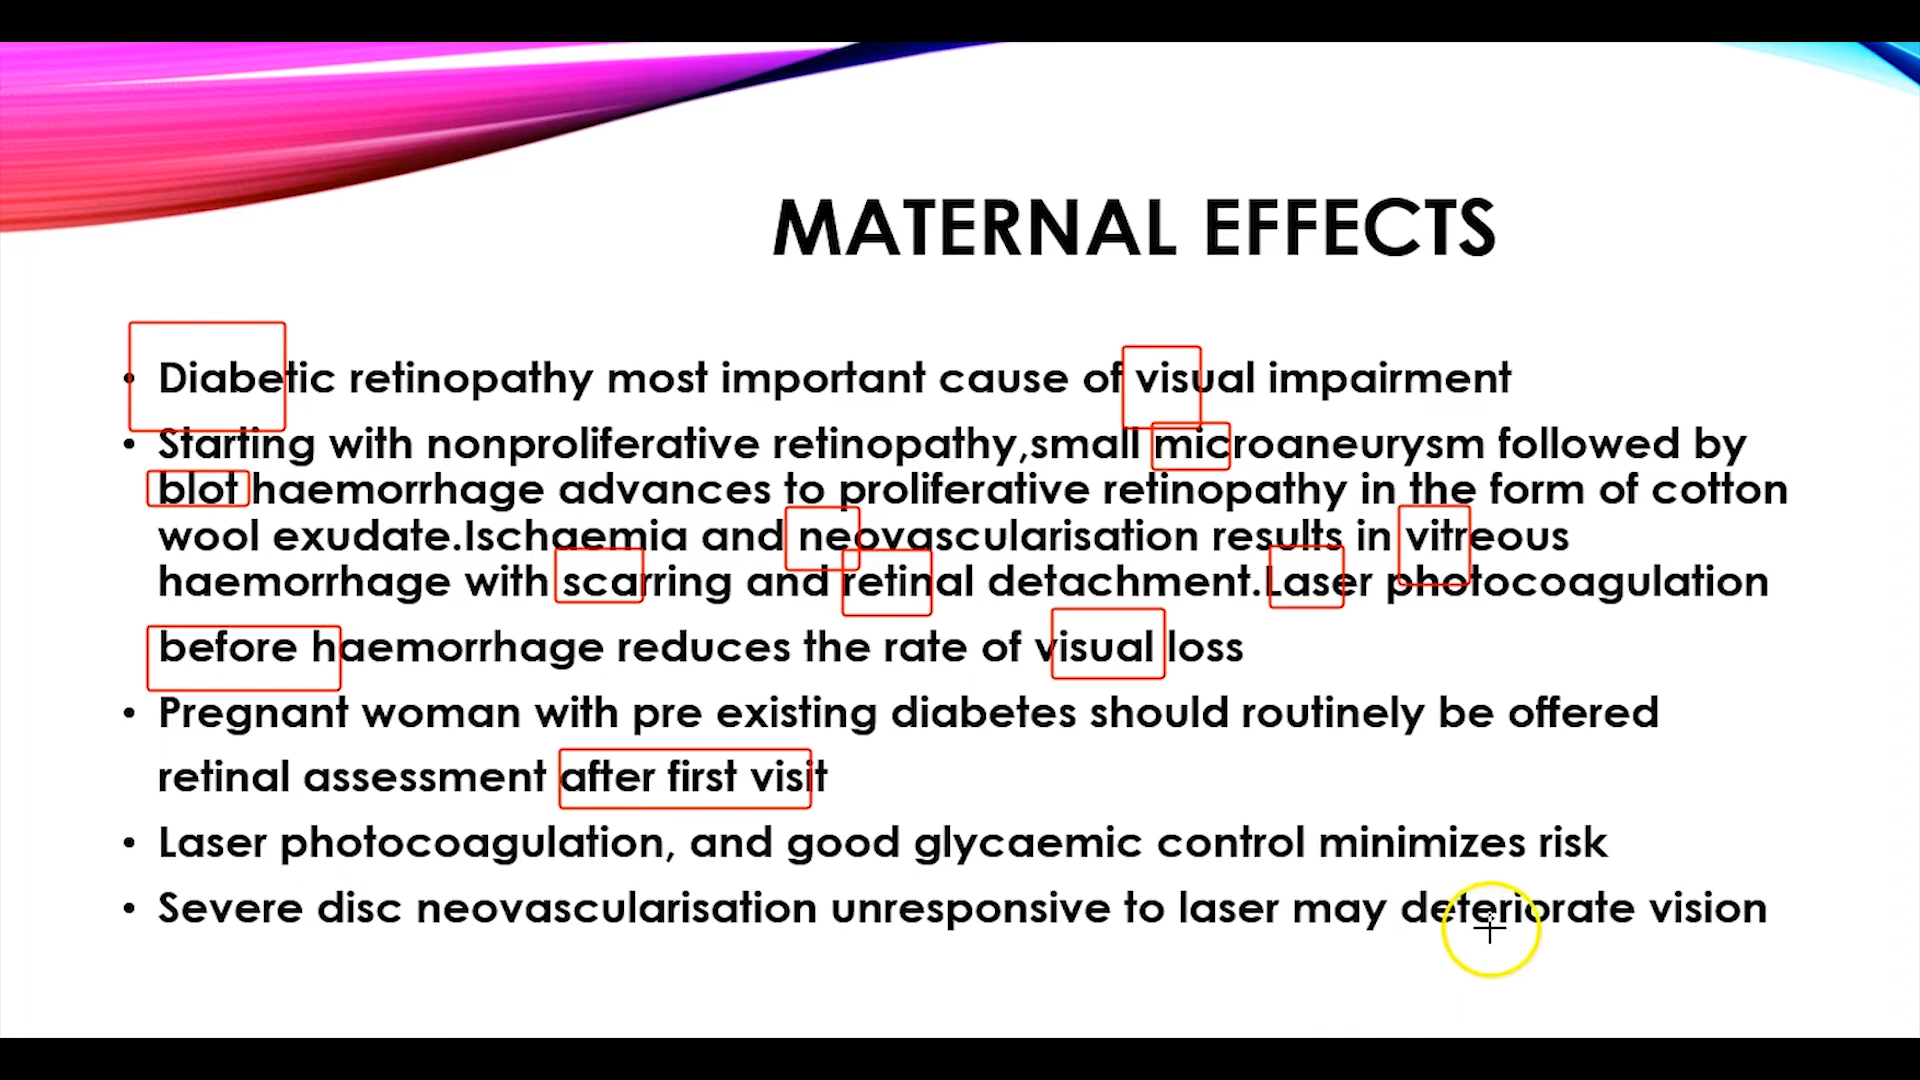 MATERNAL EFFECTS
• Diabetic retinopathy most important cause of visual impairment
• Starting with nonproliferative retinopathy,small microaneurysm followed by
blot haemorrhage advances to proliferative retinopathy in the form of cotton
wool exudate.Ischaemia and neovascularisation results in vitreous
haemorrhage with scarring and retinal detachment.Laser photocoagulation
before haemorrhage reduces the rate of visual loss
• Pregnant woman with pre existing diabetes should routinely be offered
retinal assessment after first visit
• Laser photocoagulation, and good glycaemic control minimizes risk
• Severe disc neovascularisation unresponsive to laser may deteriorate vision